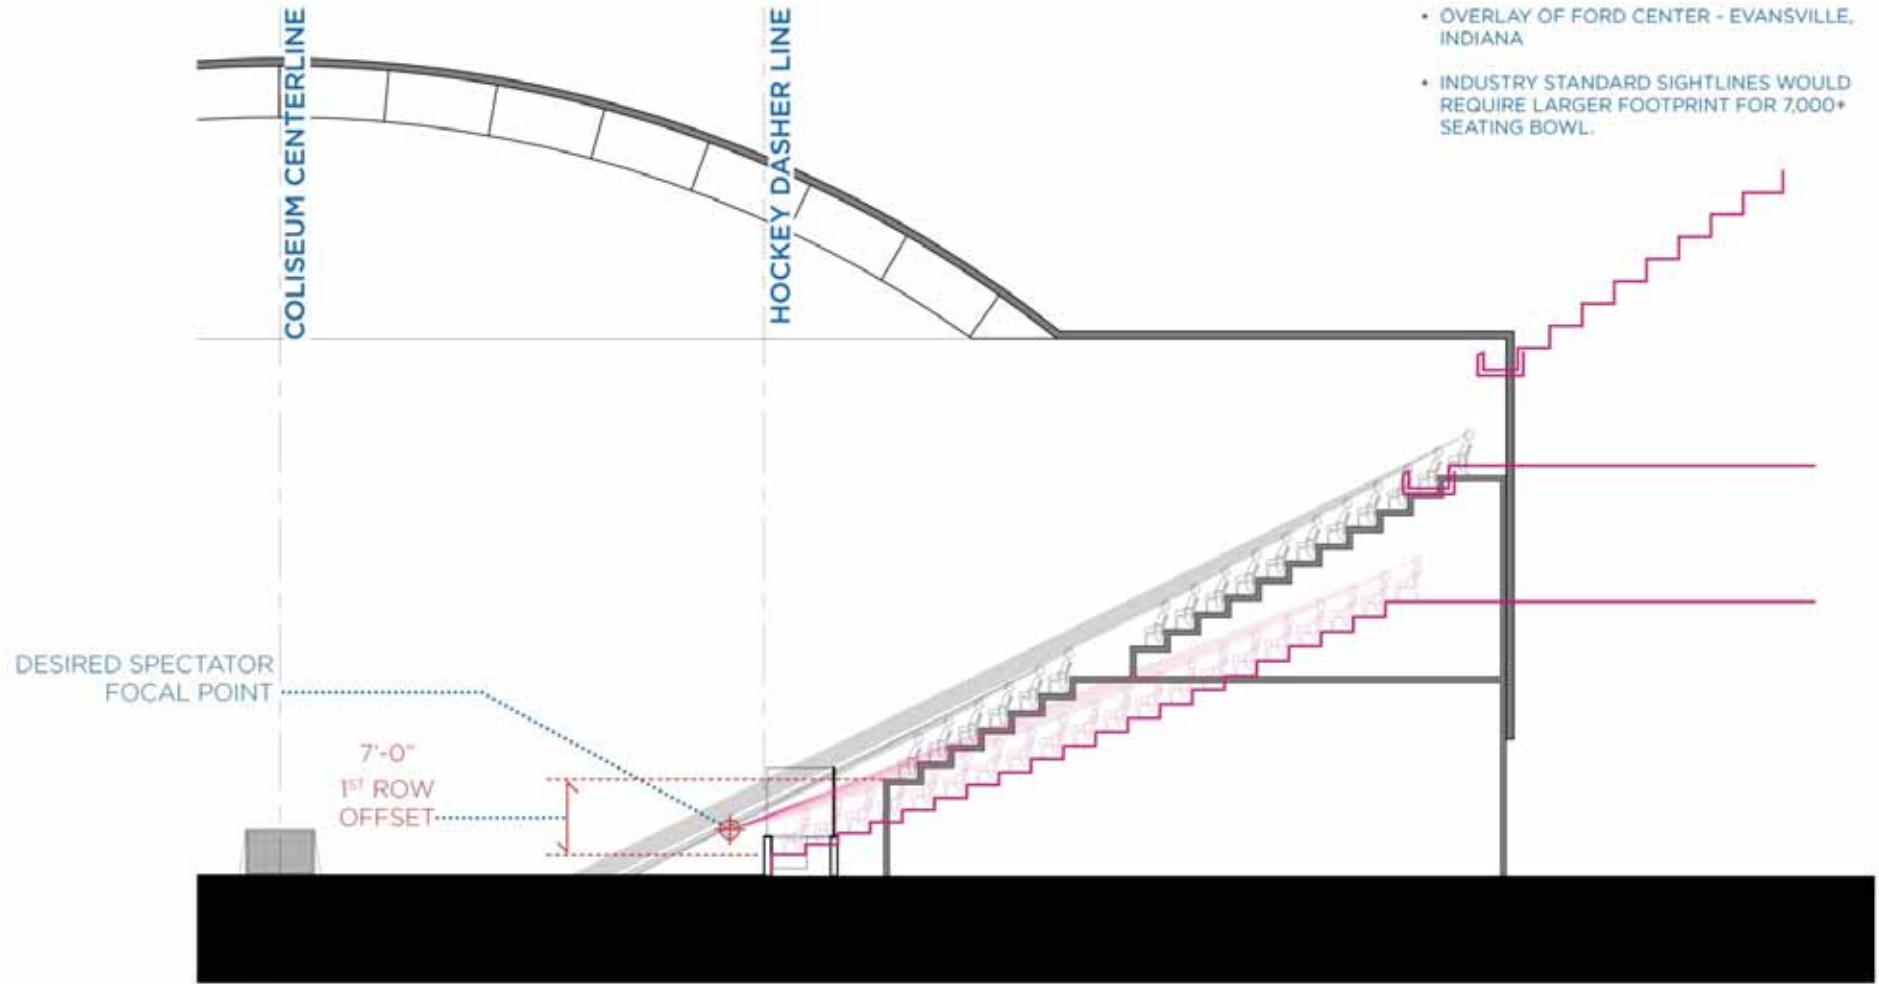 COLISEUM CENTERLINE
HOCKEY DASHER LINE
• OVERLAY OF FORD CENTER - EVANSVILLE,
INDIANA
• INDUSTRY STANDARD SIGHTLINES WOULD
REQUIRE LARGER FOOTPRINT FOR 7,000+
SEATING BOWL.
DESIRED SPECTATOR
FOCAL POINT
7'-0"
1ST ROW
OFFSET